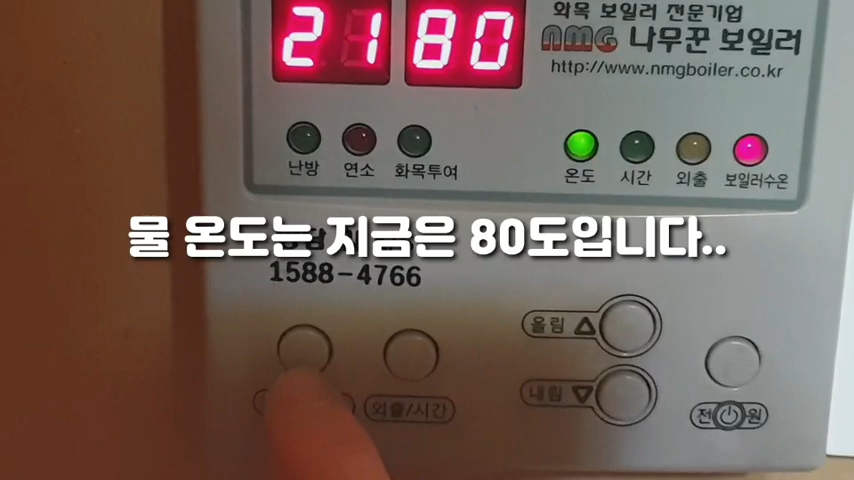 21 80
화목 보일러 전문기업
nmG 나무꾼 보일러
http://www.nmgboiler.co.kr
난방 연소 화목투여 온도 시간 외출 보일러수온
물 온도는 지금은 80도입니다..
1588-4766
올림
외출/시간
내림
전원